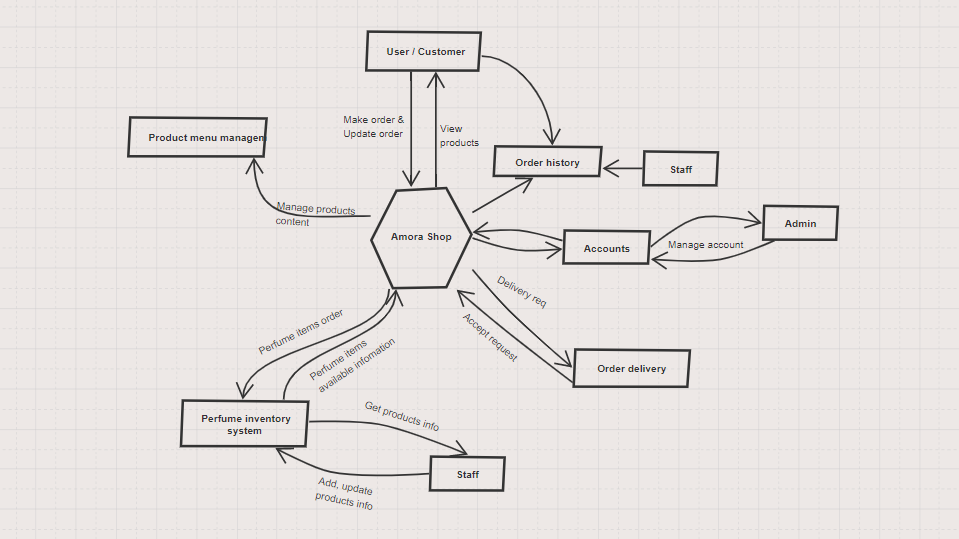 User / Customer
Make order &
Update order
View
products
Product menu managem
Order history
Staff
Manage products
content
Amora Shop
Accounts
Manage account
Admin
Delivery req
Accept request
Order delivery
Perfume items order
Perfume items
available infomation
Perfume inventory
system
Get products info
Staff
Add, update
products info